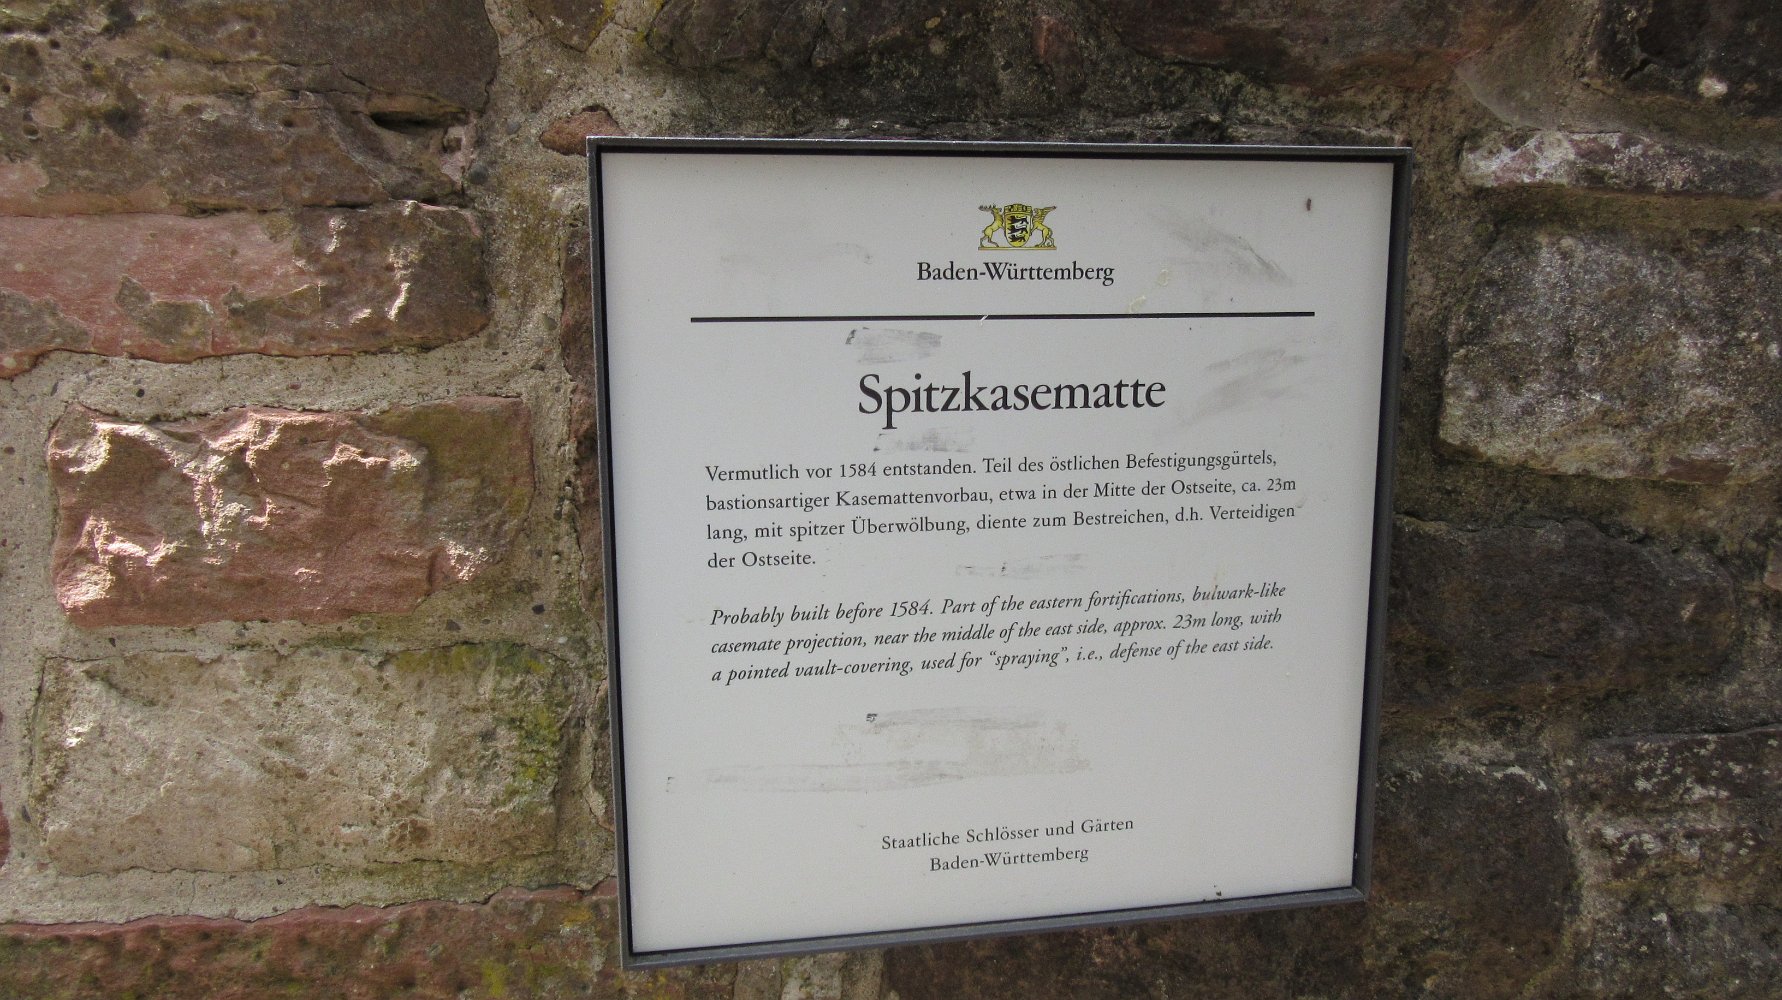 Baden-Württemberg
Spitzkasematte
Vermutlich vor 1584 entstanden. Teil des östlichen Befestigungsgürtels,
bastionsartiger Kasemattenvorbau, etwa in der Mitte der Ostseite, ca. 23m
lang, mit spitzer Überwölbung, diente zum Bestreichen, d.h. Verteidigen
der Ostseite.
Probably built before 1584. Part of the eastern fortifications, bulwark-like
casemate projection, near the middle of the east side, approx. 23m long, with
a pointed vault-covering, used for “spraying”, i.e., defense of the east side.
Staatliche Schlösser und Gärten
Baden-Württemberg